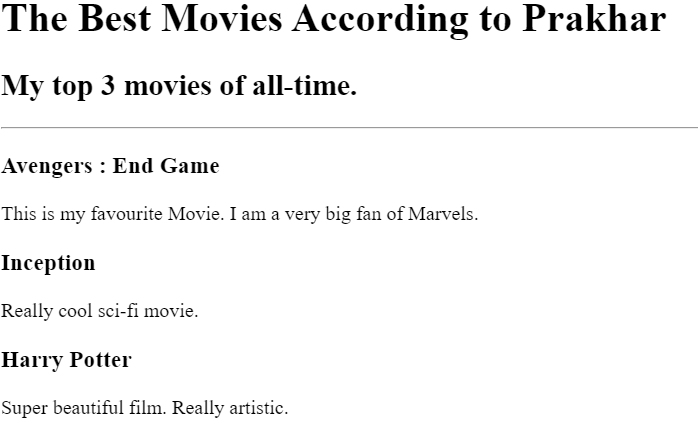 The Best Movies According to Prakhar
My top 3 movies of all-time.
Avengers : End Game
This is my favourite Movie. I am a very big fan of Marvels.
Inception
Really cool sci-fi movie.
Harry Potter
Super beautiful film. Really artistic.